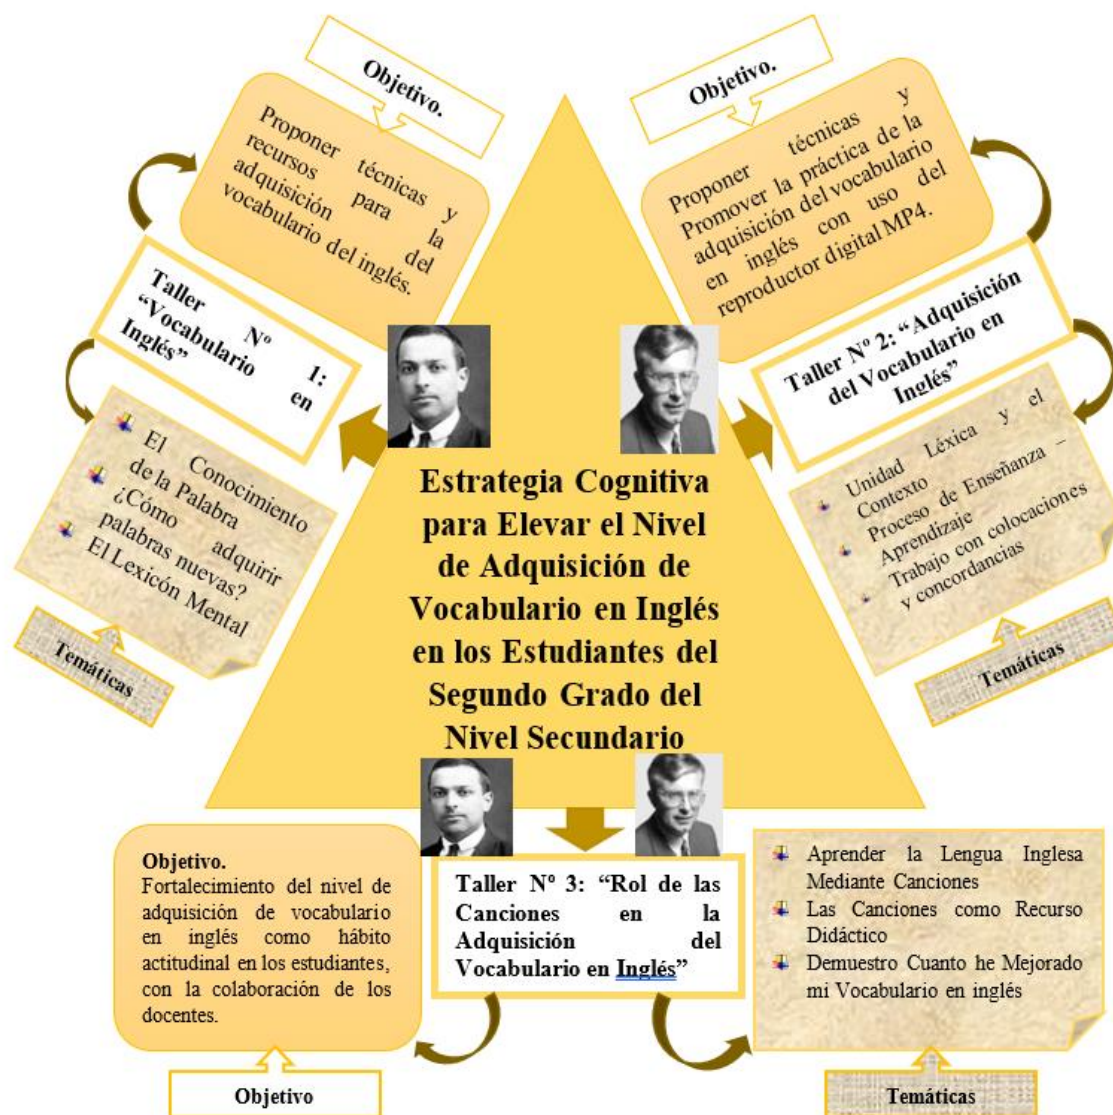 Objetivo.
Proponer técnicas y
recursos para la
adquisición del
vocabulario del inglés.
Taller Nº 1:
“Vocabulario en
Inglés”
El Conocimiento
de la Palabra
¿Cómo adquirir
palabras nuevas?
El Lexicón Mental
Temáticas
Objetivo.
Proponer técnicas y
Promover la práctica de la
adquisición del vocabulario
en inglés con uso del
reproductor digital MP4.
Taller Nº 2: “Adquisición
del Vocabulario en
Inglés”
Unidad Léxica y el
Contexto
Proceso de Enseñanza –
Aprendizaje
Trabajo con colocaciones
y concordancias
Temáticas
Estrategia Cognitiva
para Elevar el Nivel
de Adquisición de
Vocabulario en Inglés
en los Estudiantes del
Segundo Grado del
Nivel Secundario
Objetivo.
Fortalecimiento del nivel de
adquisición de vocabulario
en inglés como hábito
actitudinal en los estudiantes,
con la colaboración de los
docentes.
Objetivo
Taller Nº 3: “Rol de las
Canciones en la
Adquisición del
Vocabulario en Inglés”
Aprender la Lengua Inglesa
Mediante Canciones
Las Canciones como Recurso
Didáctico
Demuestro Cuanto he Mejorado
mi Vocabulario en inglés
Temáticas